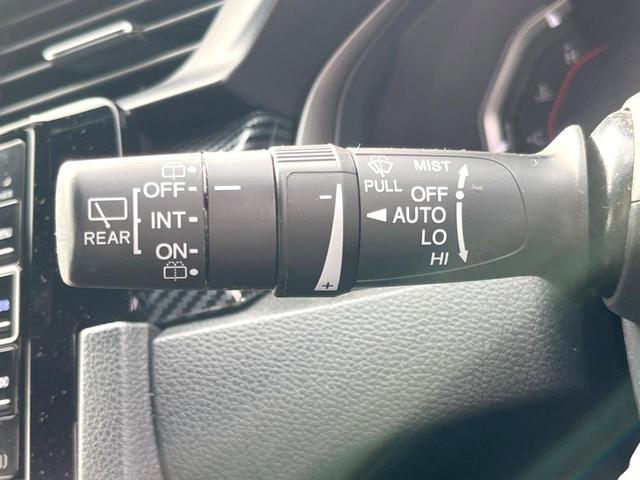 REAR
OFF
INT
ON
−
+
PULL
MIST
OFF
AUTO
LO
HI